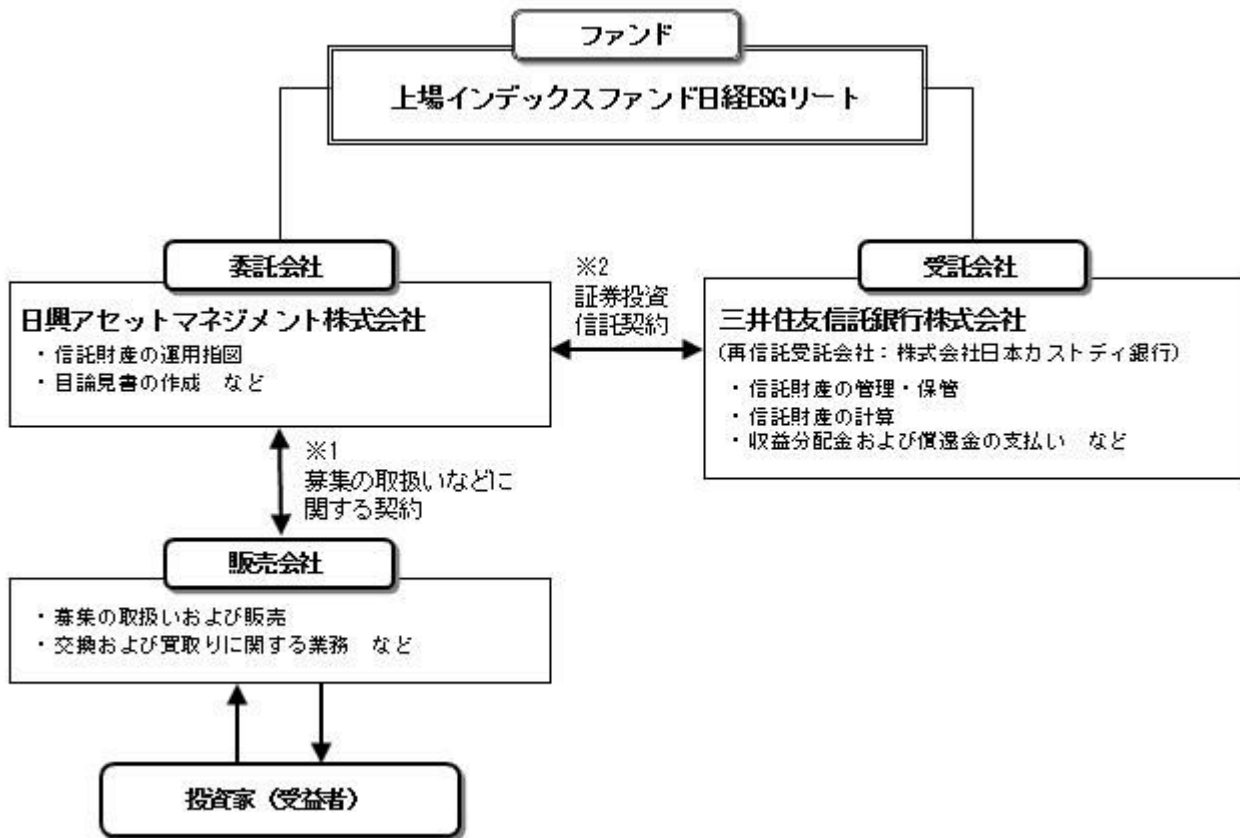 ファンド
上場インデックスファンド日経ESGリート
委託会社
日興アセットマネジメント株式会社
・信託財産の運用指図
・目論見書の作成　など
※2
証券投資
信託契約
受託会社
三井住友信託銀行株式会社
(再信託受託会社：株式会社日本カストディ銀行)
・信託財産の管理・保管
・信託財産の計算
・収益分配金および償還金の支払い　など
※1
募集の取扱いなどに
関する契約
販売会社
・募集の取扱いおよび販売
・交換および買取りに関する業務　など
投資家（受益者）